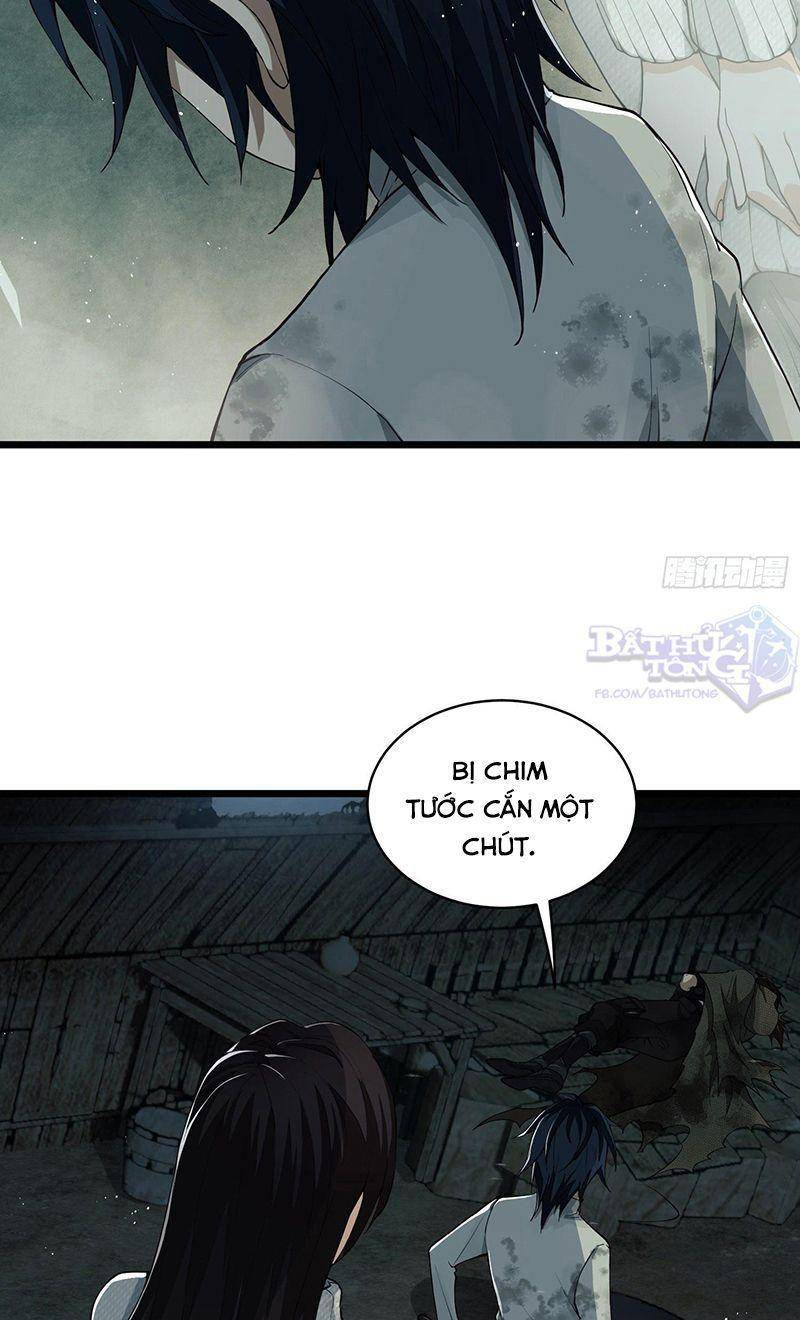 腾讯动漫
BẤT HỦ
TÔNG
FB.COM/BATHUTONG
BỊ CHIM
TƯỚC CẮN MỘT
CHÚT.